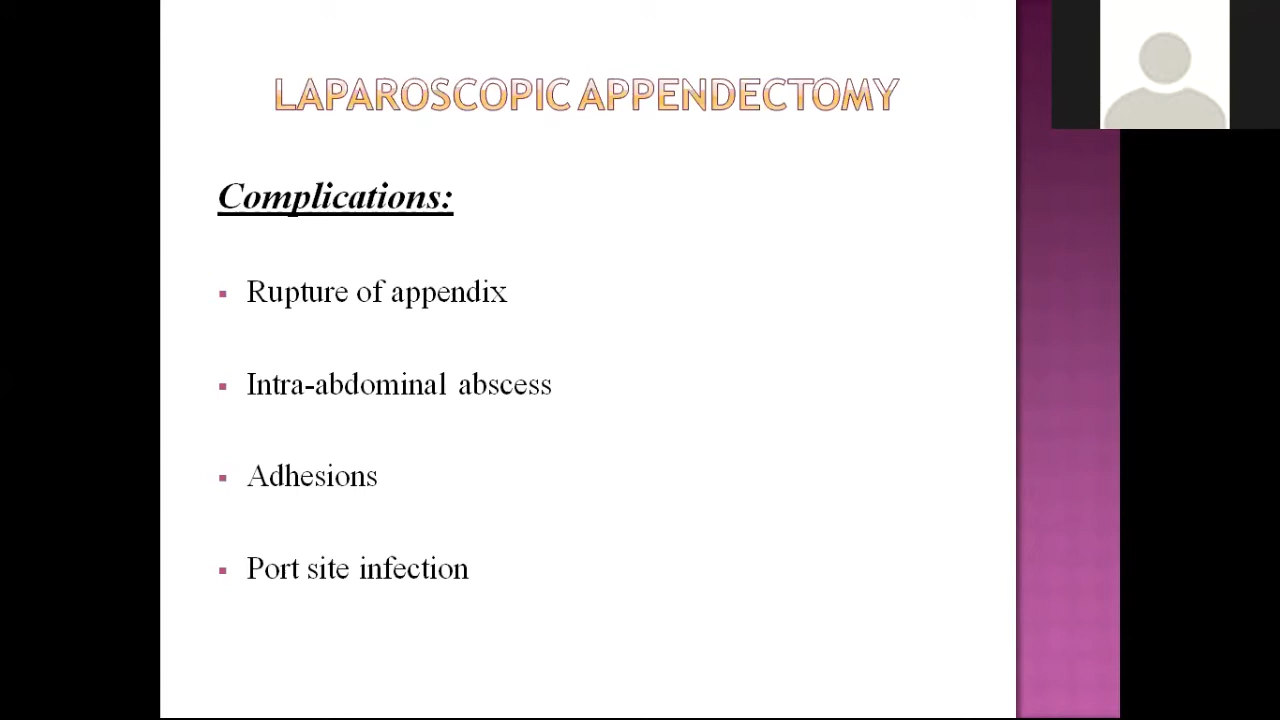 LAPAROSCOPIC APPENDECTOMY
Complications:
▪ Rupture of appendix
▪ Intra-abdominal abscess
▪ Adhesions
▪ Port site infection